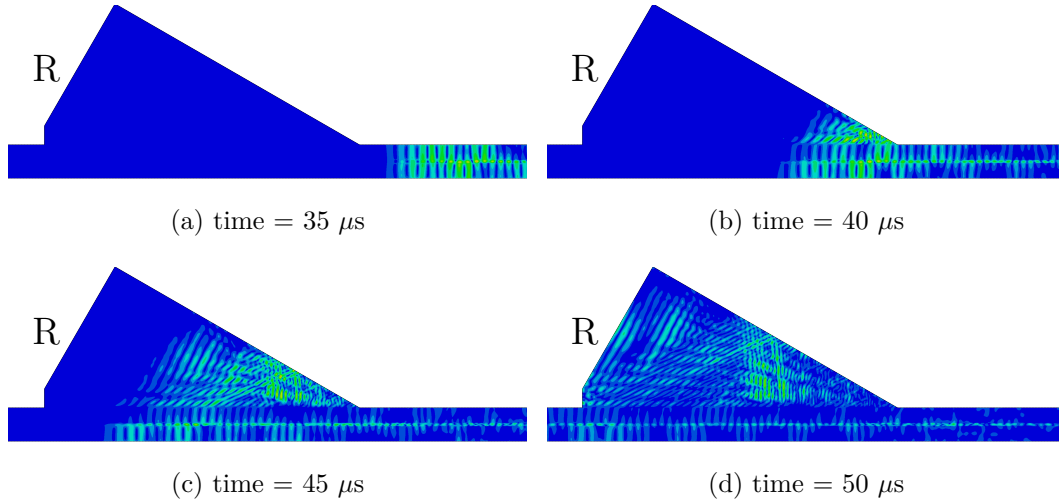 R
R
(a) time = 35 μs
(b) time = 40 μs
R
R
(c) time = 45 μs
(d) time = 50 μs